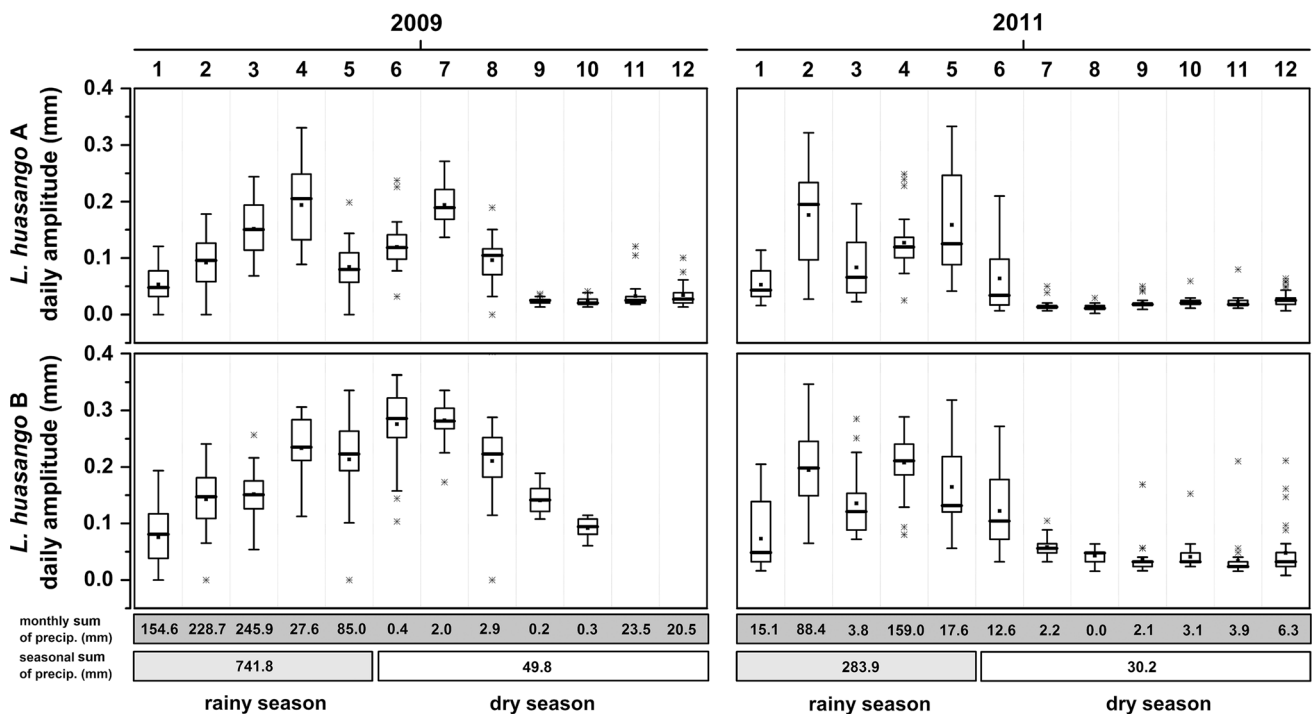 2009
2011
1 2 3 4 5 6 7 8 9 10 11 12
1 2 3 4 5 6 7 8 9 10 11 12
L. huasango A
daily amplitude (mm)
0.4
0.3
0.2
0.1
0.0
L. huasango B
daily amplitude (mm)
0.4
0.3
0.2
0.1
0.0
monthly sum
of precip. (mm)
154.6 228.7 245.9 27.6 85.0 0.4 2.0 2.9 0.2 0.3 23.5 20.5
15.1 88.4 3.8 159.0 17.6 12.6 2.2 0.0 2.1 3.1 3.9 6.3
seasonal sum
of precip. (mm)
741.8 49.8
283.9 30.2
rainy season dry season
rainy season dry season